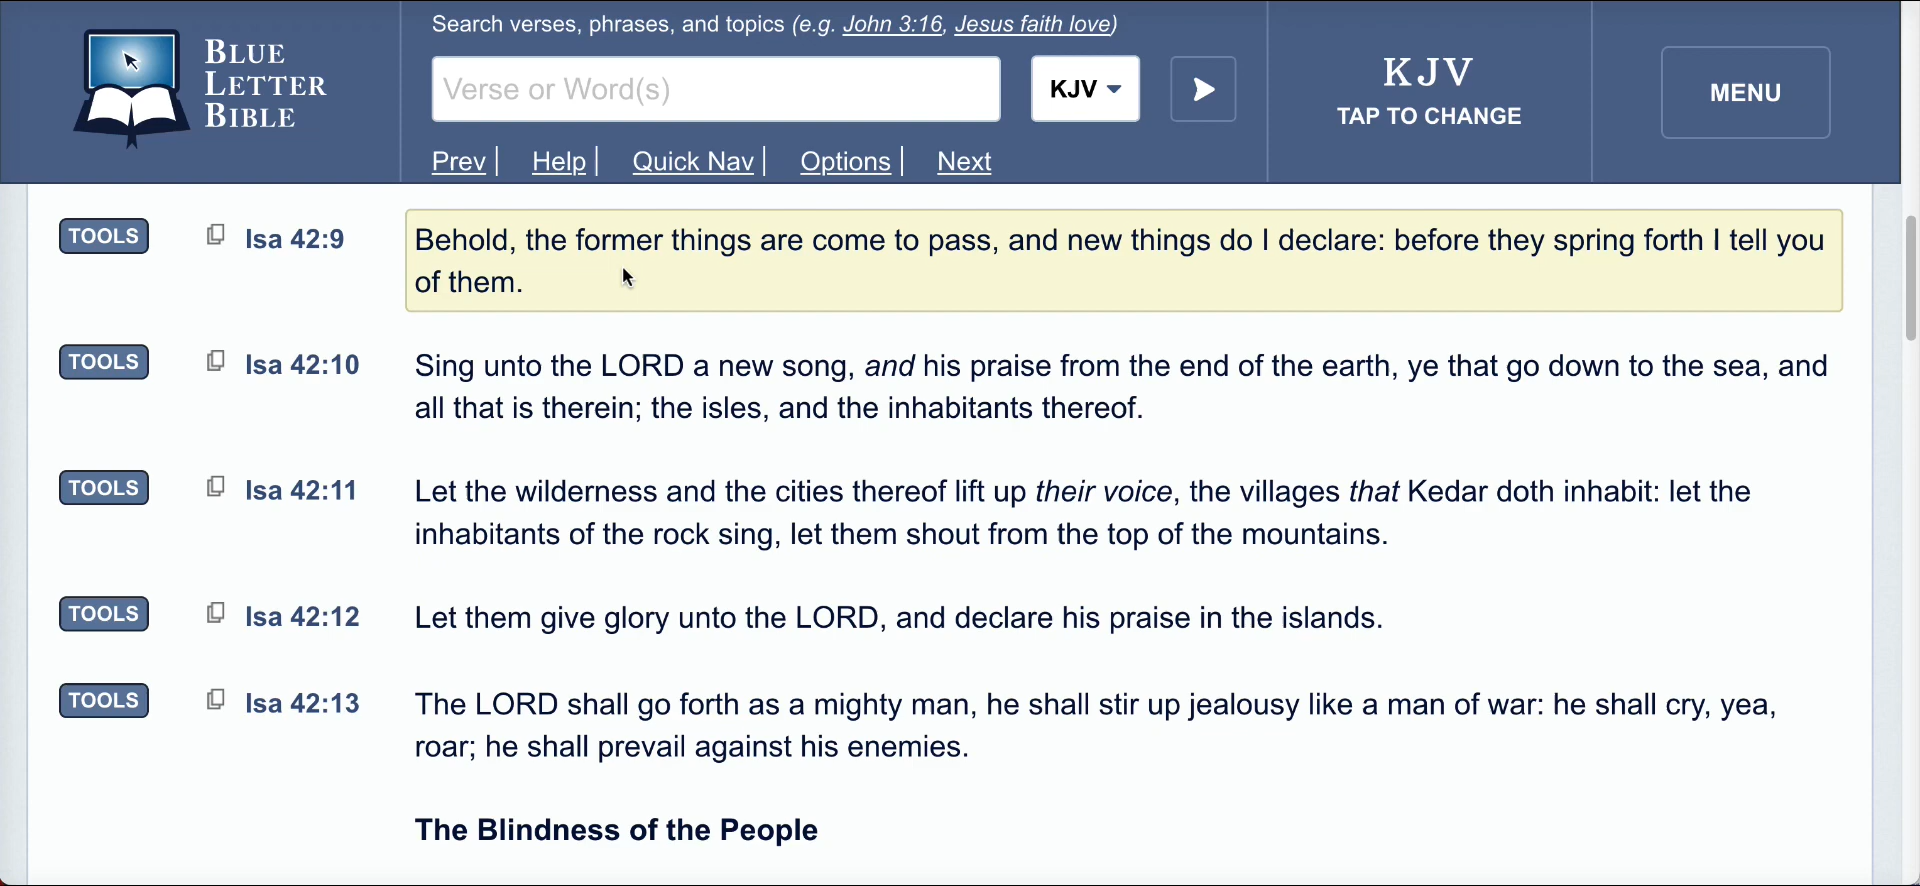 BLUE
LETTER
BIBLE
Search verses, phrases, and topics (e.g. John 3:16, Jesus faith love)
Verse or Word(s)
KJV
Prev | Help | Quick Nav | Options | Next
KJV
TAP TO CHANGE
MENU
TOOLS Isa 42:9 Behold, the former things are come to pass, and new things do I declare: before they spring forth I tell you
of them.
TOOLS Isa 42:10 Sing unto the LORD a new song, and his praise from the end of the earth, ye that go down to the sea, and
all that is therein; the isles, and the inhabitants thereof.
TOOLS Isa 42:11 Let the wilderness and the cities thereof lift up their voice, the villages that Kedar doth inhabit: let the
inhabitants of the rock sing, let them shout from the top of the mountains.
TOOLS Isa 42:12 Let them give glory unto the LORD, and declare his praise in the islands.
TOOLS Isa 42:13 The LORD shall go forth as a mighty man, he shall stir up jealousy like a man of war: he shall cry, yea,
roar; he shall prevail against his enemies.
The Blindness of the People